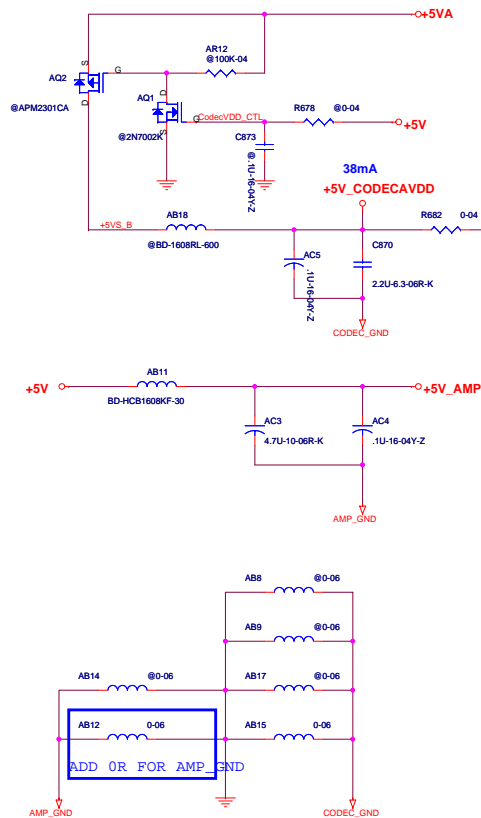 +5VA
AR12
@100K-04
AQ2
S
G
D
@APM2301CA
AQ1
D
G
S
@2N7002K
CodecVDD_CTL
R678
@0-04
+5V
C873
@.1U-16-04Y-Z
38mA
+5V_CODECAVDD
+5VS_B
AB18
@BD-1608RL-600
R682
0-04
AC5
.1U-16-04Y-Z
C870
2.2U-6.3-06R-K
CODEC_GND
+5V
AB11
BD-HCB1608KF-30
+5V_AMP
AC3
4.7U-10-06R-K
AC4
.1U-16-04Y-Z
AMP_GND
AB8
@0-06
AB9
@0-06
AB14
@0-06
AB17
@0-06
AB12
0-06
AB15
0-06
ADD 0R FOR AMP_GND
AMP_GND
CODEC_GND